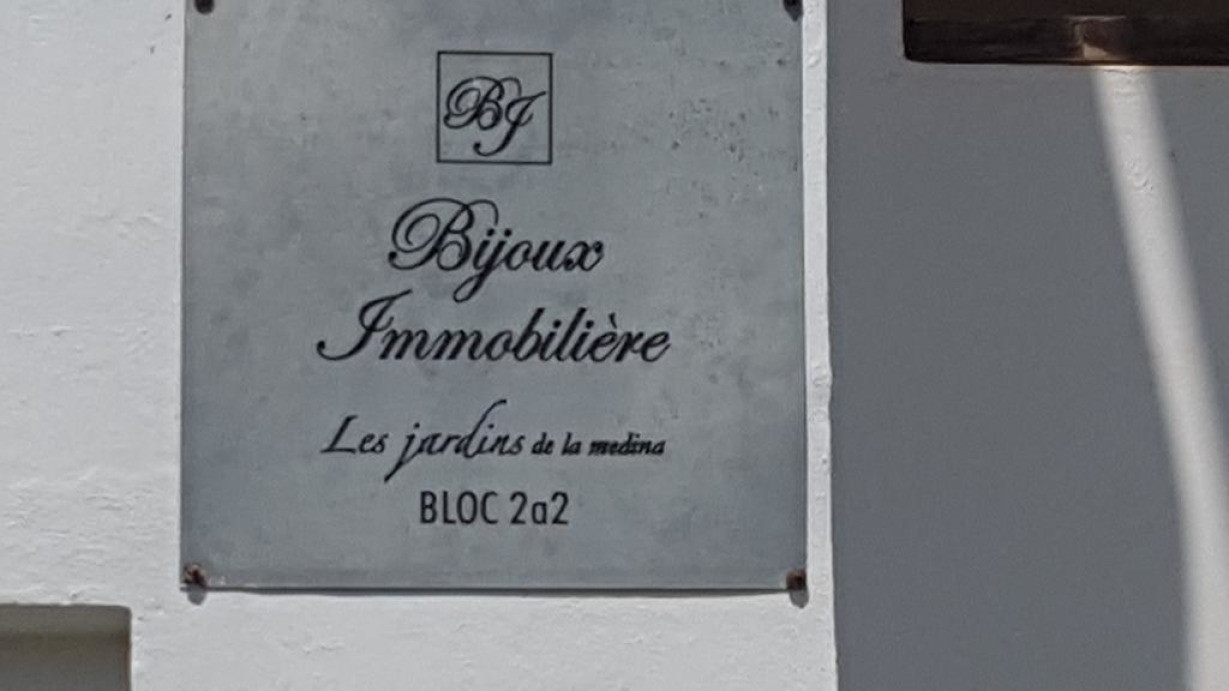 BJ
Bijoux
Immobilière
Les jardins de la medina
BLOC 2a2